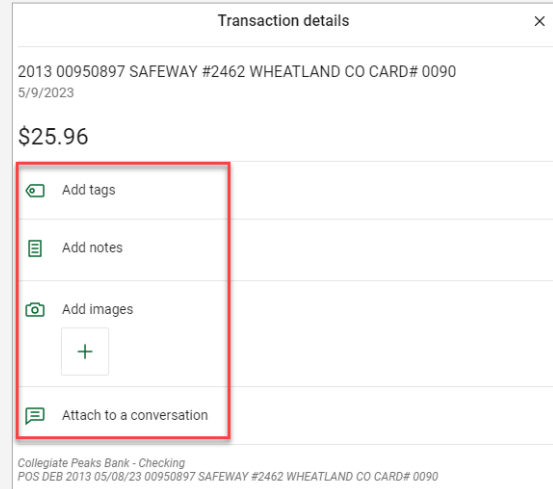 Transaction details
2013 00950897 SAFEWAY #2462 WHEATLAND CO CARD# 0090
5/9/2023
$25.96
Add tags
Add notes
Add images
Attach to a conversation
Collegiate Peaks Bank - Checking
POS DEB 2013 05/08/23 00950897 SAFEWAY #2462 WHEATLAND CO CARD# 0090